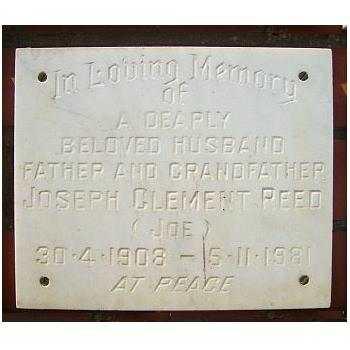 In Loving Memory
of
A DEARLY
BELOVED HUSBAND
FATHER AND GRANDFATHER
JOSEPH CLEMENT REED
(JOE)
30·4·1908 – 5·11·1981
AT PEACE